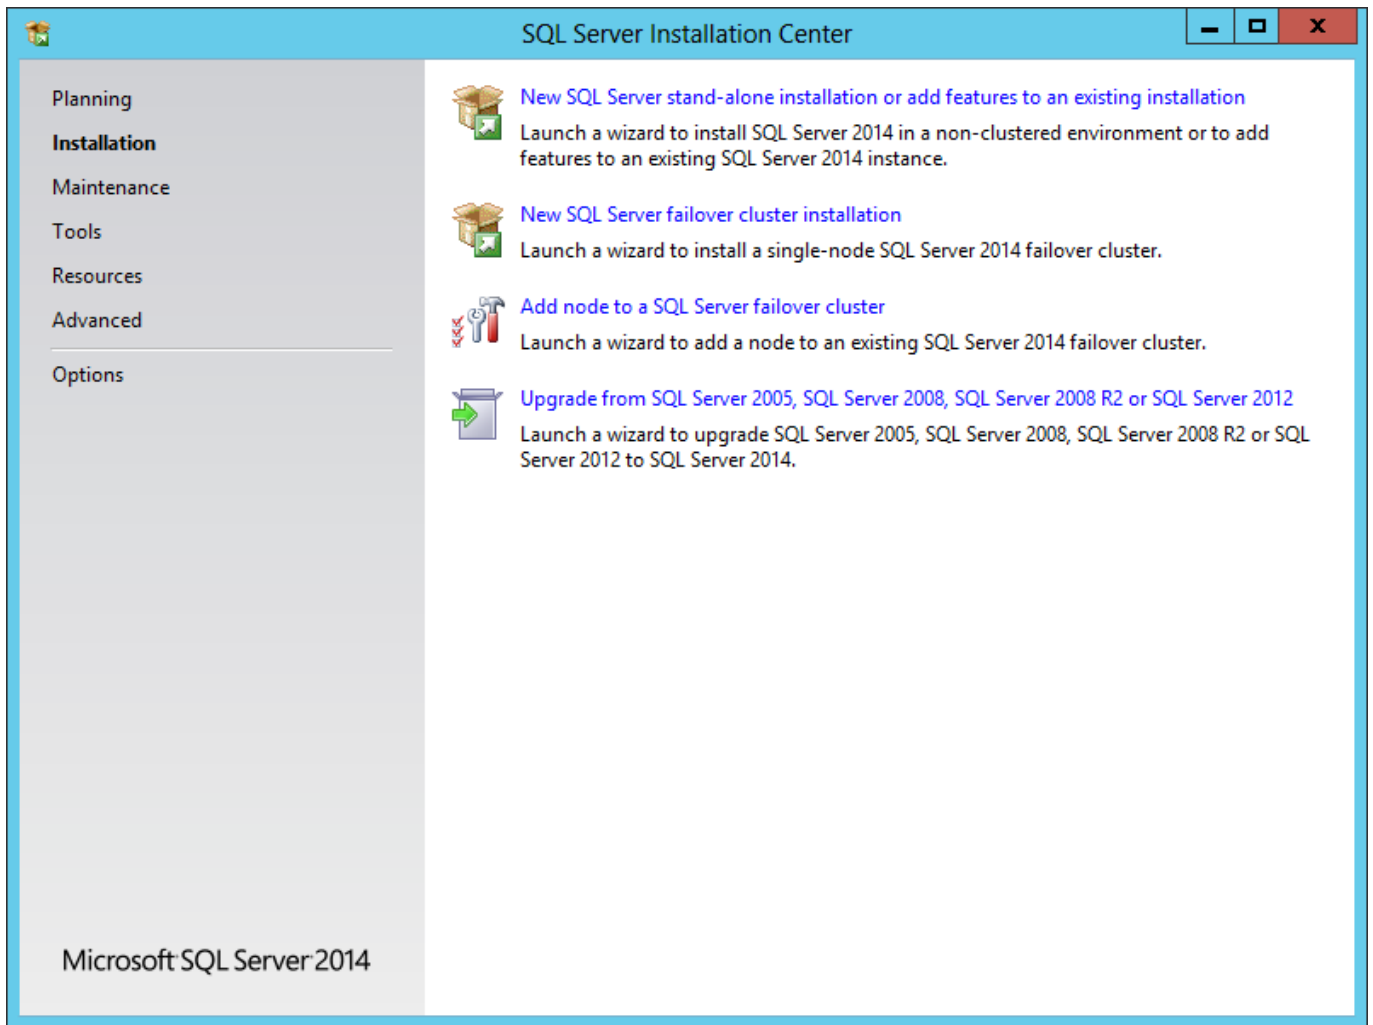 SQL Server Installation Center
Planning
Installation
Maintenance
Tools
Resources
Advanced
Options
Microsoft SQL Server 2014
New SQL Server stand-alone installation or add features to an existing installation
Launch a wizard to install SQL Server 2014 in a non-clustered environment or to add
features to an existing SQL Server 2014 instance.
New SQL Server failover cluster installation
Launch a wizard to install a single-node SQL Server 2014 failover cluster.
Add node to a SQL Server failover cluster
Launch a wizard to add a node to an existing SQL Server 2014 failover cluster.
Upgrade from SQL Server 2005, SQL Server 2008, SQL Server 2008 R2 or SQL Server 2012
Launch a wizard to upgrade SQL Server 2005, SQL Server 2008, SQL Server 2008 R2 or SQL
Server 2012 to SQL Server 2014.